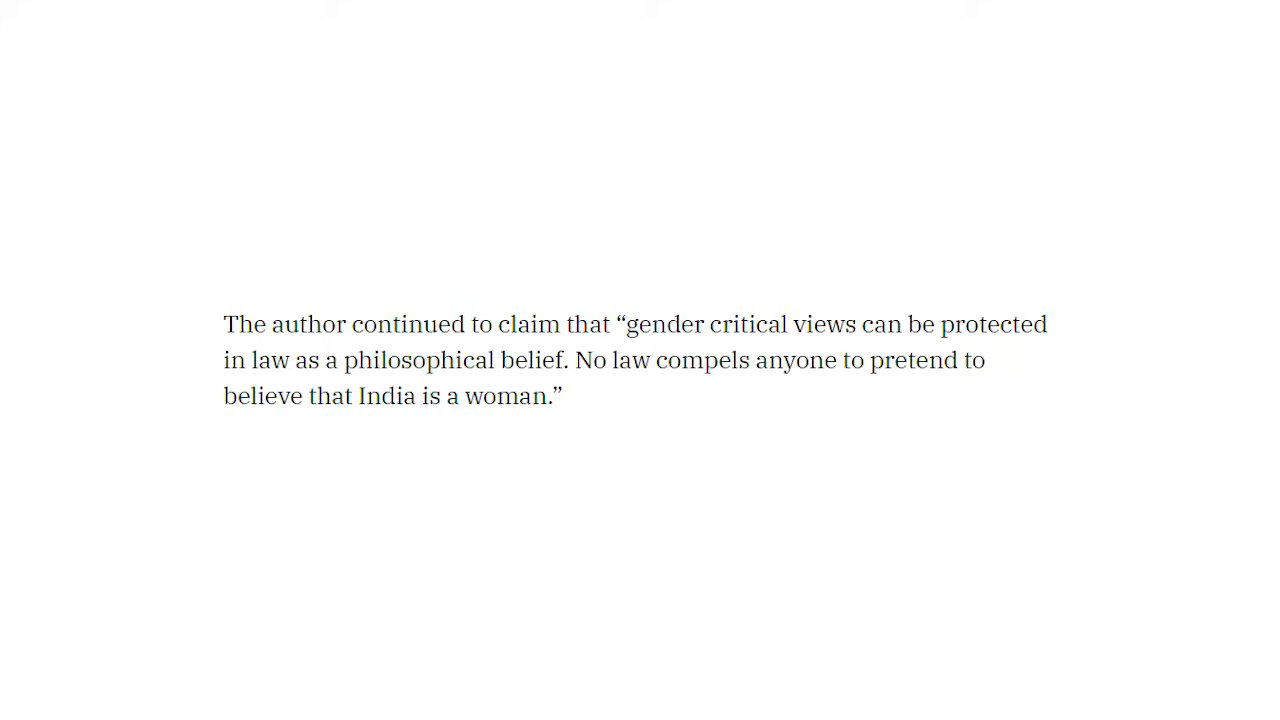 The author continued to claim that “gender critical views can be protected
in law as a philosophical belief. No law compels anyone to pretend to
believe that India is a woman.”